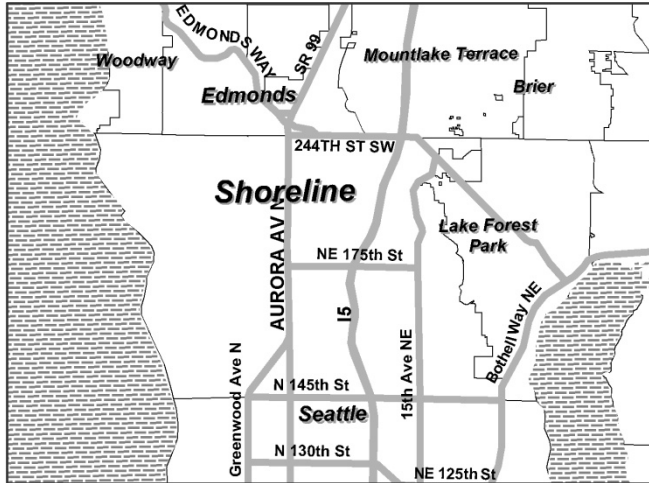 EDMONDS WAY
SR 99
Mountlake Terrace
Woodway
Brier
Edmonds
244TH ST SW
Shoreline
Lake Forest
Park
AURORA AV N
NE 175th St
I5
Bothell Way NE
15th Ave NE
N 145th St
Greenwood Ave N
Seattle
N 130th St
NE 125th St